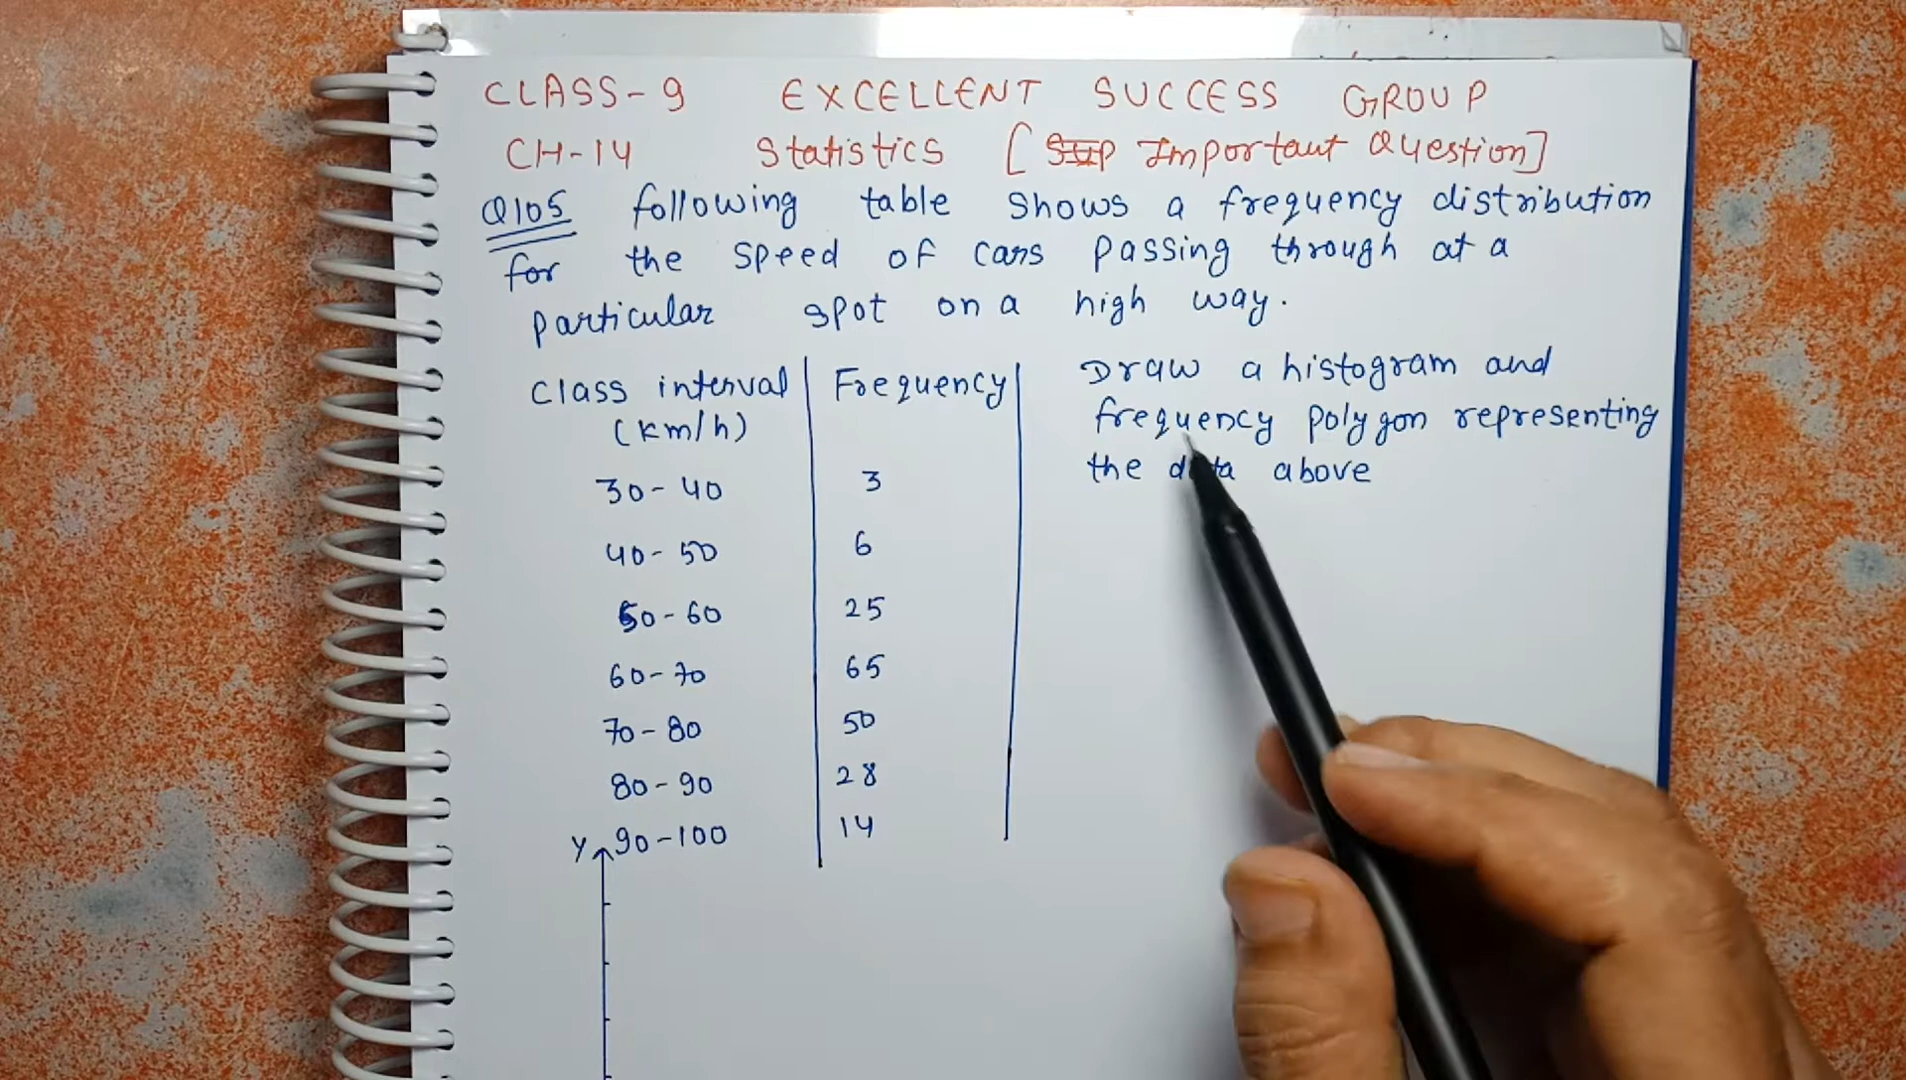 CLASS-9 EXCELLENT SUCCESS GROUP
CH-14 Statistics [Important Question]
Q105 following table shows a frequency distribution
for the speed of cars passing through at a
particular spot on a high way.
Class interval Frequency
(km/h)
30-40 3
40-50 6
50-60 25
60-70 65
70-80 50
80-90 28
90-100 14
Y
Draw a histogram and
frequency polygon representing
the data above